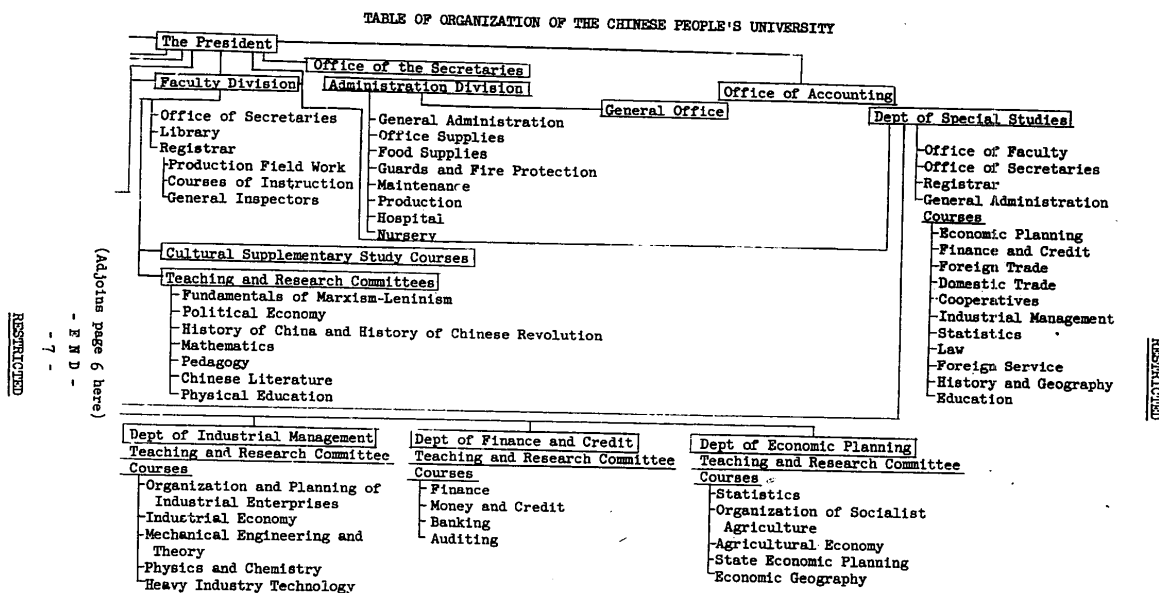 TABLE OF ORGANIZATION OF THE CHINESE PEOPLE'S UNIVERSITY
The President
Office of the Secretaries
Faculty Division
Administration Division
Office of Accounting
General Office
Dept of Special Studies
Office of Secretaries
Library
Registrar
Production Field Work
Courses of Instruction
General Inspectors
General Administration
Office Supplies
Food Supplies
Guards and Fire Protection
Maintenance
Production
Hospital
Nursery
Office of Faculty
Office of Secretaries
Registrar
General Administration
Courses
Economic Planning
Finance and Credit
Foreign Trade
Domestic Trade
Cooperatives
Industrial Management
Statistics
Law
Foreign Service
History and Geography
Education
Cultural Supplementary Study Courses
Teaching and Research Committees
Fundamentals of Marxism-Leninism
Political Economy
History of China and History of Chinese Revolution
Mathematics
Pedagogy
Chinese Literature
Physical Education
Dept of Industrial Management
Teaching and Research Committee
Courses
Organization and Planning of
Industrial Enterprises
Industrial Economy
Mechanical Engineering and
Theory
Physics and Chemistry
Heavy Industry Technology
Dept of Finance and Credit
Teaching and Research Committee
Courses
Finance
Money and Credit
Banking
Auditing
Dept of Economic Planning
Teaching and Research Committee
Courses
Statistics
Organization of Socialist
Agriculture
Agricultural Economy
State Economic Planning
Economic Geography
(Adjoins page 6 here)
- E N D -
- 7 -
RESTRICTED
RESTRICTED